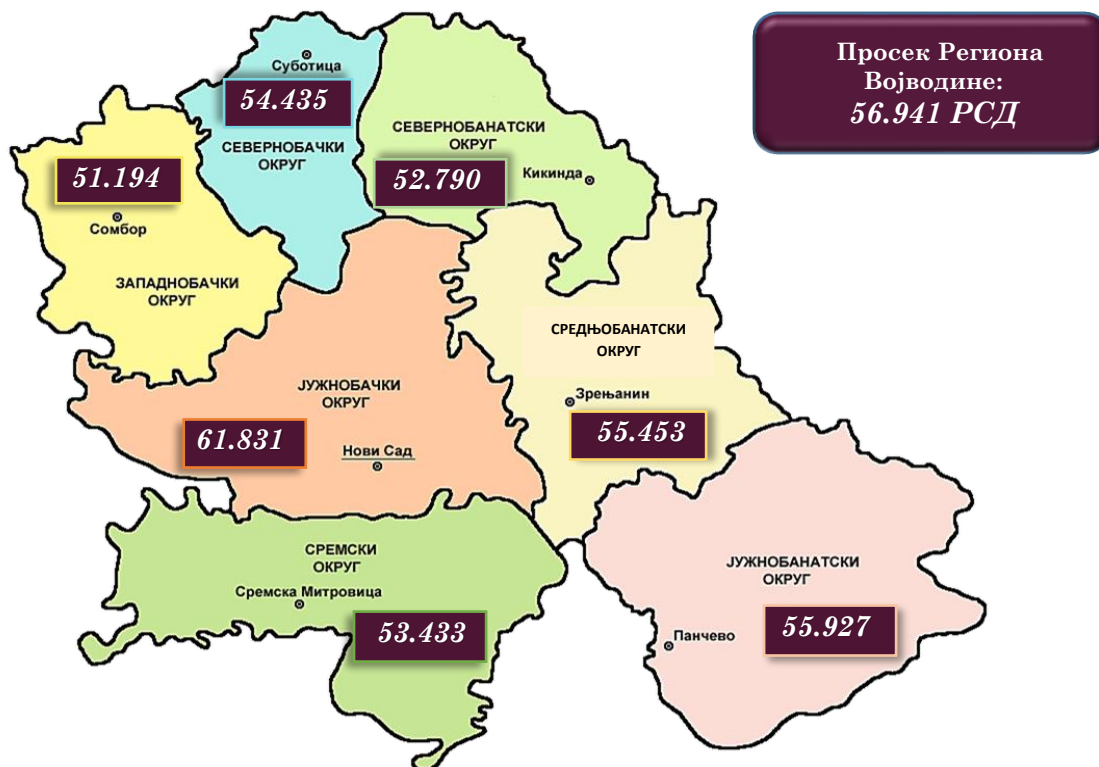 Просек Региона
Војводине:
56.941 РСД
Суботица
54.435
СЕВЕРНОБАЧКИ
ОКРУГ
СЕВЕРНОБАНАТСКИ
ОКРУГ
52.790
Кикинда
51.194
Сомбор
ЗАПАДНОБАЧКИ
ОКРУГ
СРЕДЊОБАНАТСКИ
ОКРУГ
Зрењанин
55.453
ЈУЖНОБАЧКИ
ОКРУГ
61.831
Нови Сад
СРЕМСКИ
ОКРУГ
Сремска Митровица
53.433
ЈУЖНОБАНАТСКИ
ОКРУГ
55.927
Панчево